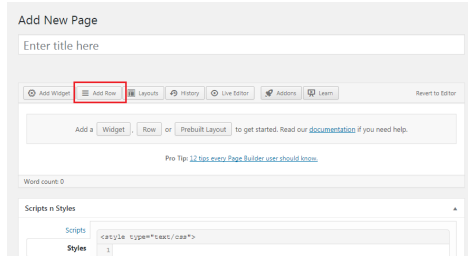 Add New Page
Enter title here
Add Widget Add Row Layouts History Live Editor Addons Learn Revert to Editor
Add a Widget , Row or Prebuilt Layout to get started. Read our documentation if you need help.
Pro Tip: 12 tips every Page Builder user should know.
Word count: 0
Scripts n Styles
Scripts
<style type="text/css">
Styles
1